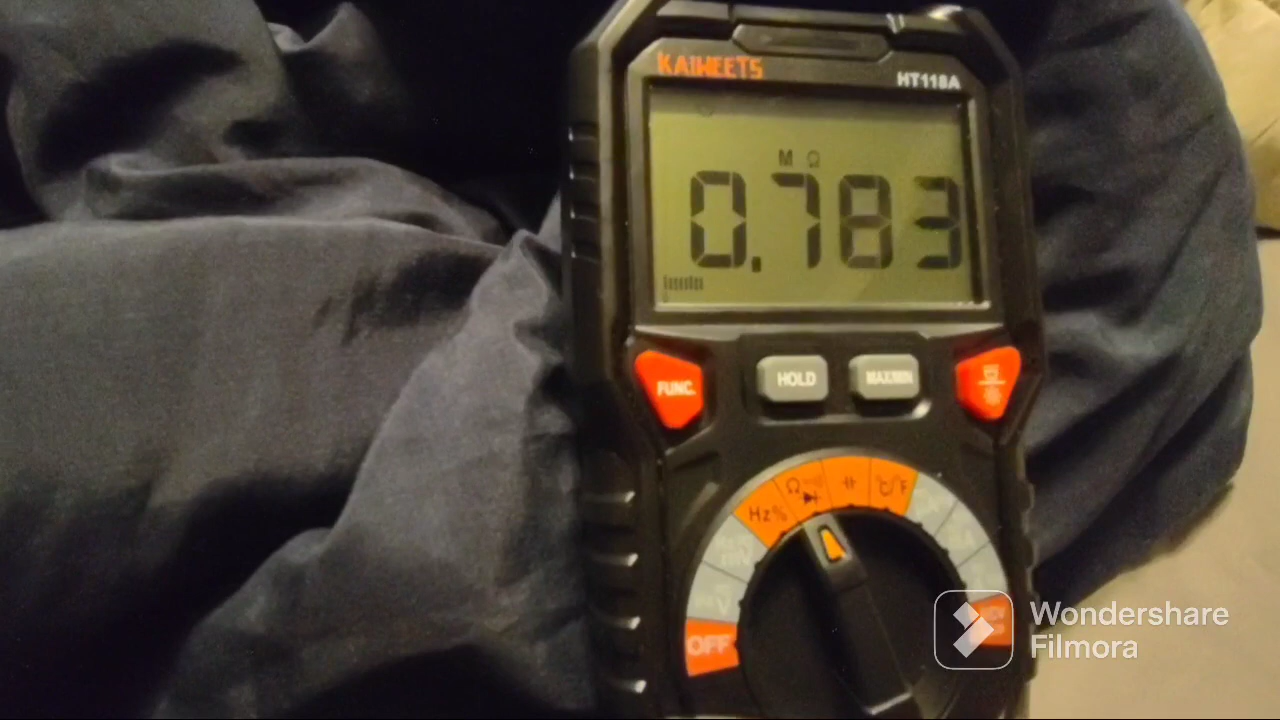 KAIWEETS
HT118A
M Ω
0.783
FUNC.
HOLD
MAX/MIN
Hz%
Ω
°C/°F
V
OFF
Wondershare
Filmora